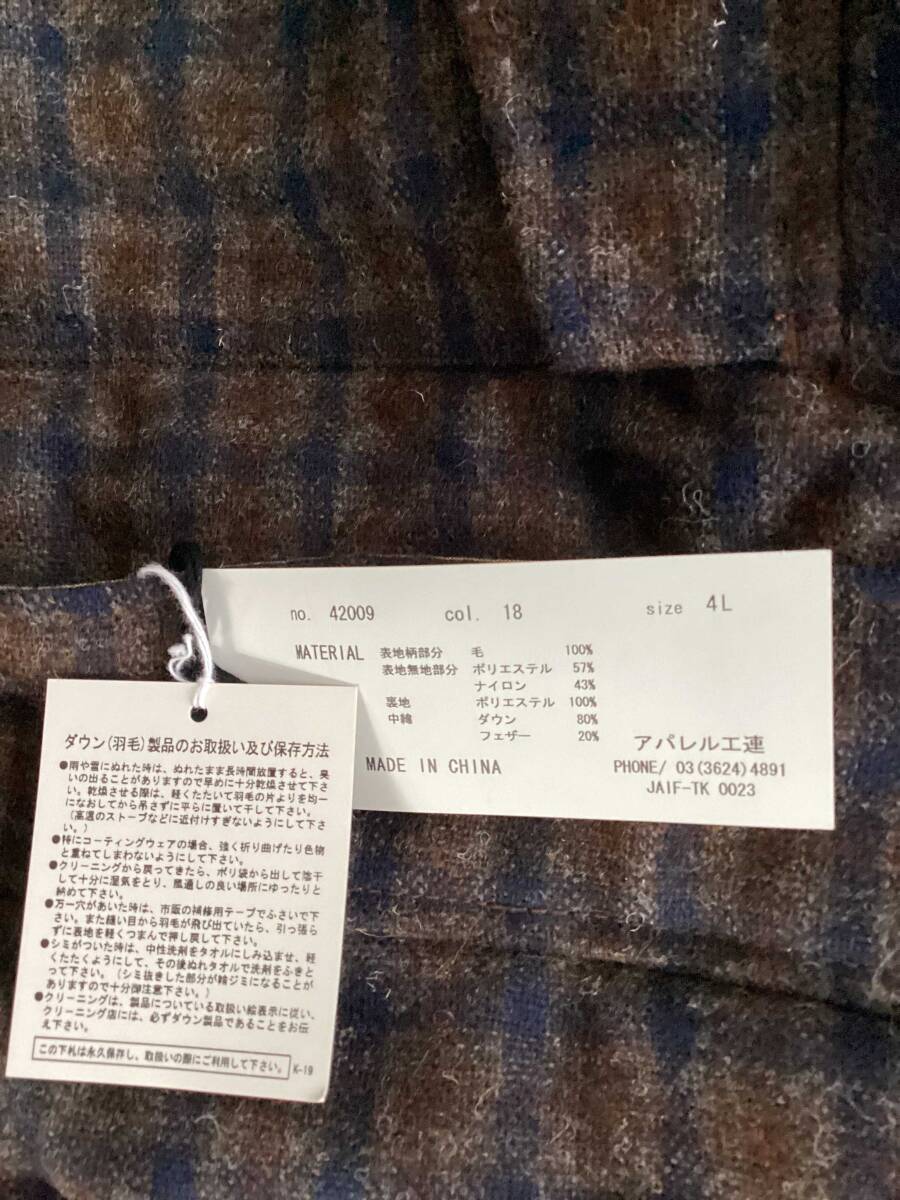 no. 42009 col. 18 size 4L
MATERIAL 表地柄部分 毛 100%
表地無地部分 ポリエステル 57%
ナイロン 43%
裏地 ポリエステル 100%
中綿 ダウン 80%
フェザー 20%
MADE IN CHINA
アパレル工連
PHONE/ 03(3624)4891
JAIF-TK 0023
ダウン(羽毛)製品のお取扱い及び保存方法
●雨や雪にぬれた時は、ぬれたまま長時間放置すると、臭
いの出ることがありますので早めに十分乾燥させて下さ
い。乾燥させる際は、軽くたたいて羽毛の片よりを均一
になおしてから吊さずに平らに置いて干して下さい。
(高温のストーブなどに近付けすぎないようにして下さ
い。)
●特にコーティングウェアの場合、強く折り曲げたり色物
と重ねてしまわないようにして下さい。
●クリーニングから戻ってきたら、ポリ袋から出して陰干
して十分に湿気をとり、風通しの良い場所にゆったりと
納めて下さい。
●万一穴があいた時は、市販の補修用テープでふさいで下
さい。また縫い目から羽毛が飛び出ていたら、引っ張ら
ずに表地を軽くつまんで押し戻して下さい。
●シミがついた時は、中性洗剤をタオルにしみ込ませ、軽
くたたくようにして、その後ぬれタオルで洗剤をふきと
って下さい。(シミ抜きした部分が輪ジミになることが
ありますので十分御注意下さい。)
●クリーニングは、製品についている取扱い絵表示に従い、
クリーニング店には、必ずダウン製品であることをお伝
え下さい。
この下札は永久保存し、取扱いの際にご利用して下さい。 K-19